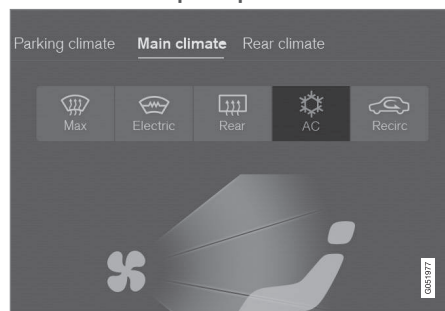 Parking climate Main climate Rear climate
Max Electric Rear AC Recirc
G051977